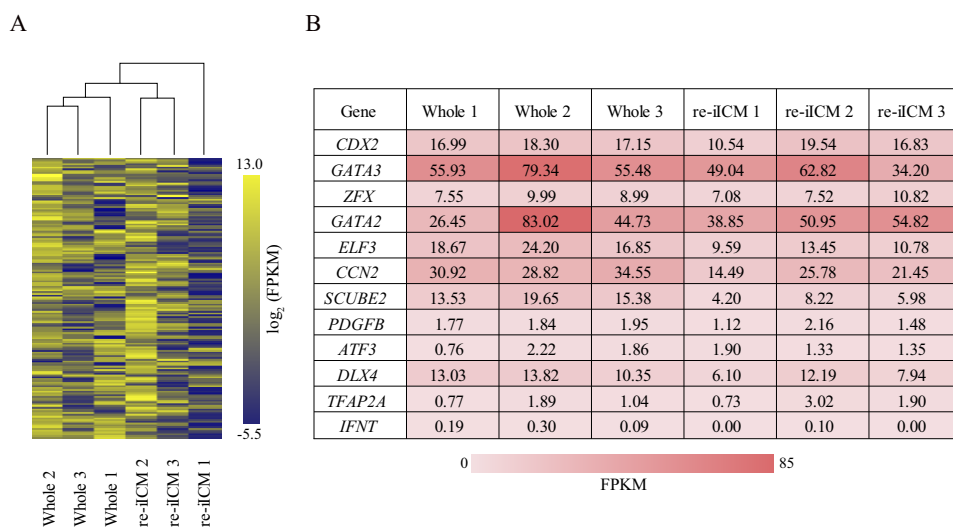 A
B
13.0
log2 (FPKM)
-5.5
Whole 2
Whole 3
Whole 1
re-iICM 2
re-iICM 3
re-iICM 1
Gene Whole 1 Whole 2 Whole 3 re-iICM 1 re-iICM 2 re-iICM 3
CDX2 16.99 18.30 17.15 10.54 19.54 16.83
GATA3 55.93 79.34 55.48 49.04 62.82 34.20
ZFX 7.55 9.99 8.99 7.08 7.52 10.82
GATA2 26.45 83.02 44.73 38.85 50.95 54.82
ELF3 18.67 24.20 16.85 9.59 13.45 10.78
CCN2 30.92 28.82 34.55 14.49 25.78 21.45
SCUBE2 13.53 19.65 15.38 4.20 8.22 5.98
PDGFB 1.77 1.84 1.95 1.12 2.16 1.48
ATF3 0.76 2.22 1.86 1.90 1.33 1.35
DLX4 13.03 13.82 10.35 6.10 12.19 7.94
TFAP2A 0.77 1.89 1.04 0.73 3.02 1.90
IFNT 0.19 0.30 0.09 0.00 0.10 0.00
0 85
FPKM